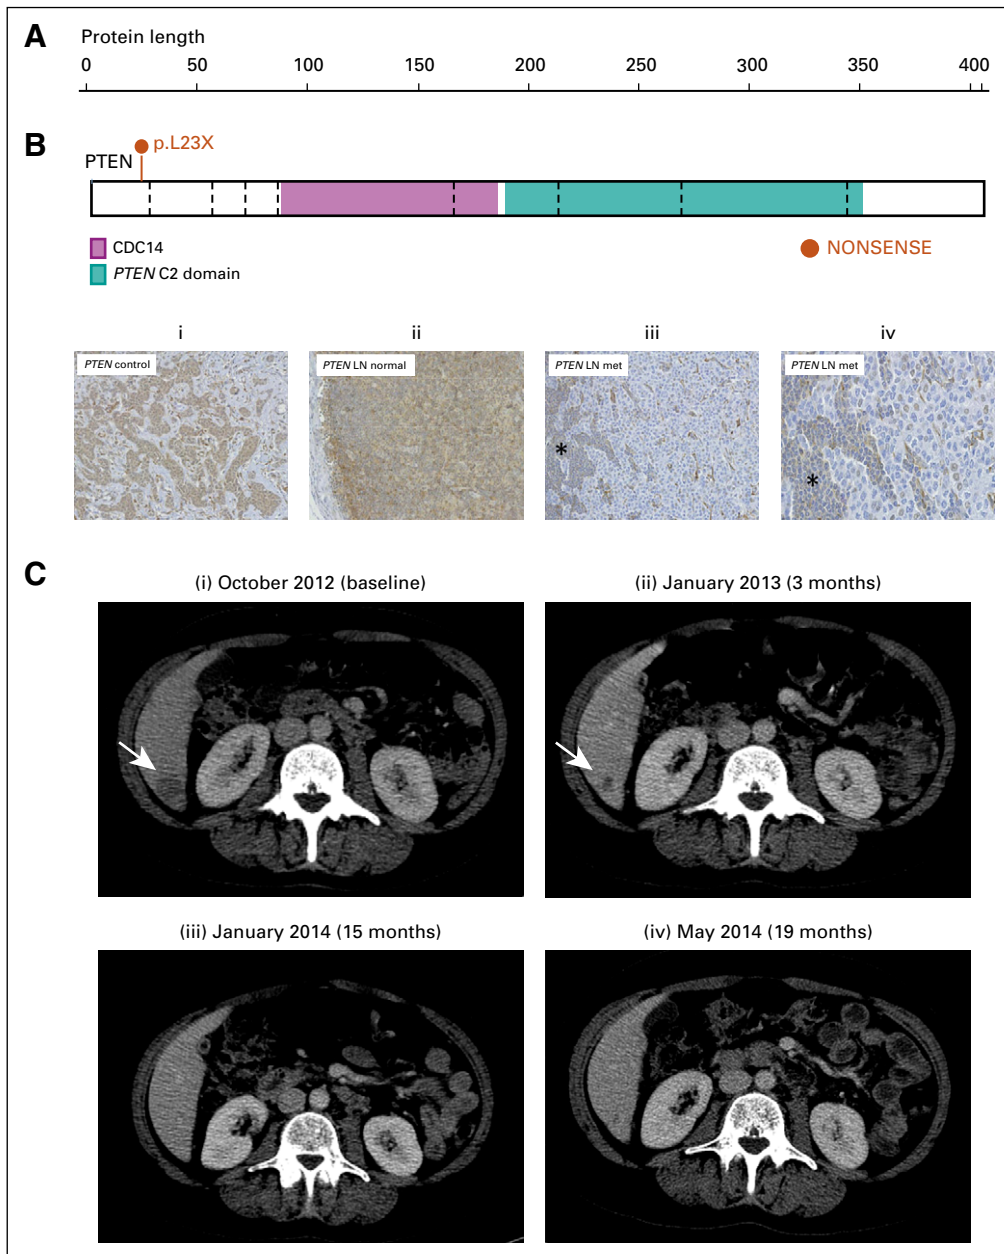 A
Protein length
0 50 100 150 200 250 300 350 400
B
p.L23X
PTEN
CDC14
PTEN C2 domain
NONSENSE
i ii iii iv
PTEN control
PTEN LN normal
PTEN LN met
PTEN LN met
*
*
C
(i) October 2012 (baseline)
(ii) January 2013 (3 months)
(iii) January 2014 (15 months)
(iv) May 2014 (19 months)